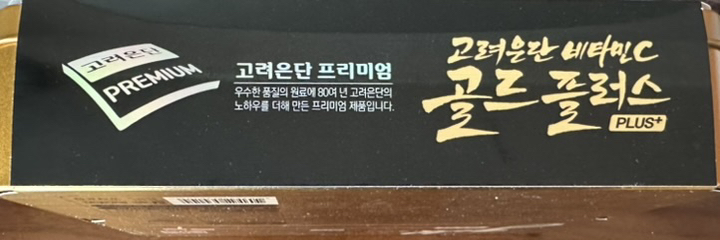 고려은단
PREMIUM
고려은단 프리미엄
우수한 품질의 원료에 80여 년 고려은단의
노하우를 더해 만든 프리미엄 제품입니다.
고려은단 비타민C
골드 플러스
PLUS+